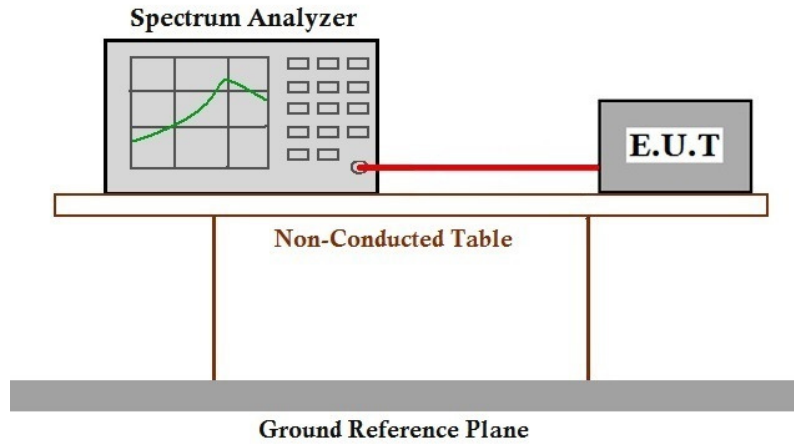 Spectrum Analyzer
E.U.T
Non-Conducted Table
Ground Reference Plane